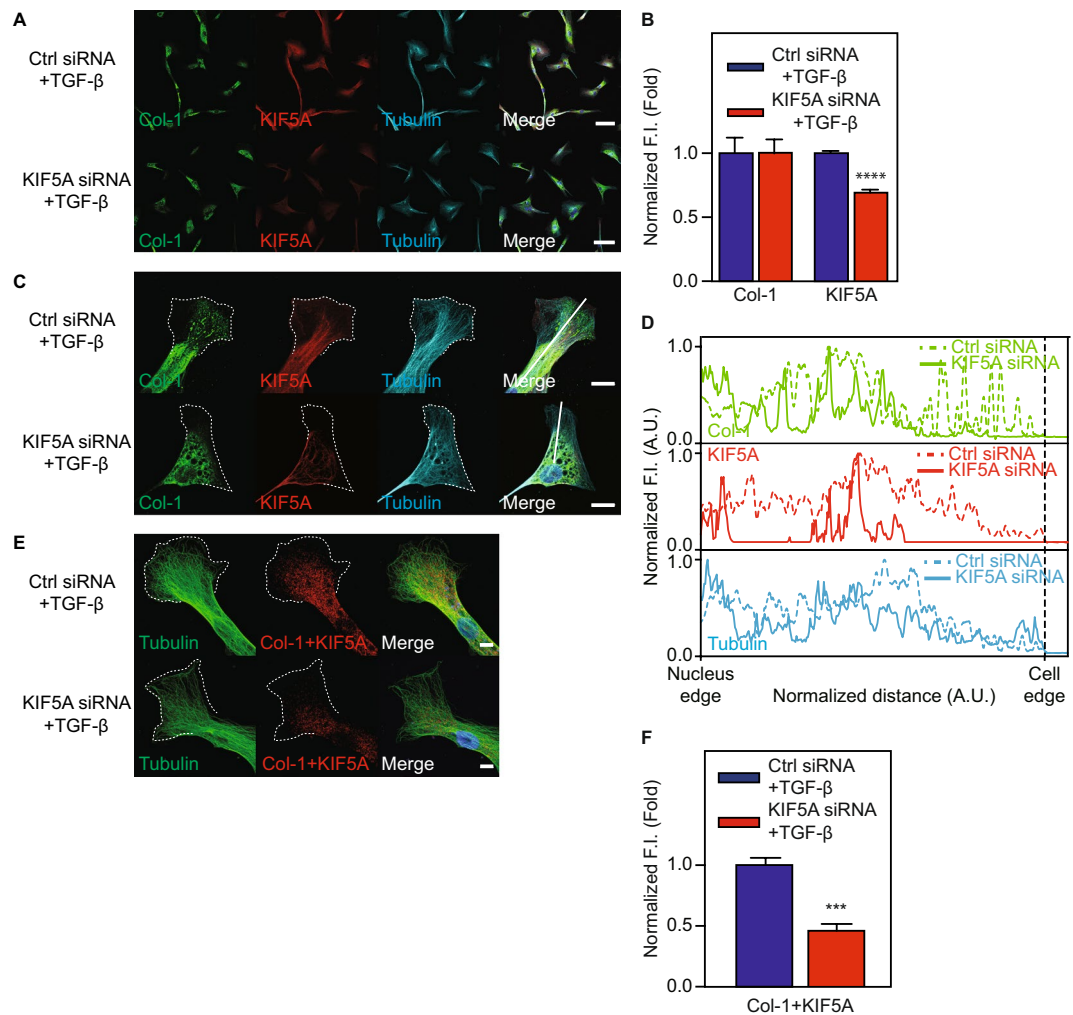 A
Ctrl siRNA
+TGF-β
Col-1 KIF5A Tubulin Merge
KIF5A siRNA
+TGF-β
Col-1 KIF5A Tubulin Merge
B
Normalized F.I. (Fold)
Ctrl siRNA
+TGF-β
KIF5A siRNA
+TGF-β
1.0
0.5
0.0
****
Col-1 KIF5A
C
Ctrl siRNA
+TGF-β
Col-1 KIF5A Tubulin Merge
KIF5A siRNA
+TGF-β
Col-1 KIF5A Tubulin Merge
D
Normalized F.I. (A.U.)
1.0
0.0
Ctrl siRNA
KIF5A siRNA
Col-1
1.0
0.0
KIF5A
Ctrl siRNA
KIF5A siRNA
1.0
0.0
Ctrl siRNA
KIF5A siRNA
Tubulin
Nucleus
edge
Normalized distance (A.U.)
Cell
edge
E
Ctrl siRNA
+TGF-β
Tubulin Col-1+KIF5A Merge
KIF5A siRNA
+TGF-β
Tubulin Col-1+KIF5A Merge
F
Normalized F.I. (Fold)
Ctrl siRNA
+TGF-β
KIF5A siRNA
+TGF-β
1.0
0.5
0.0
***
Col-1+KIF5A